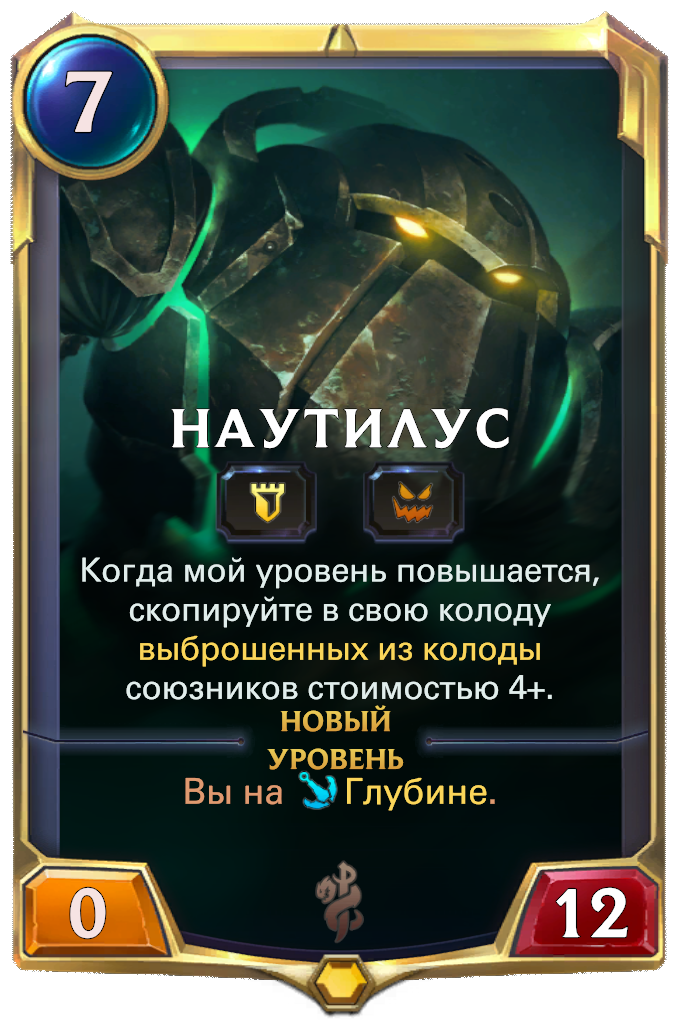 7
НАУТИЛУС
Когда мой уровень повышается,
скопируйте в свою колоду
выброшенных из колоды
союзников стоимостью 4+.
НОВЫЙ
УРОВЕНЬ
Вы на Глубине.
0
12